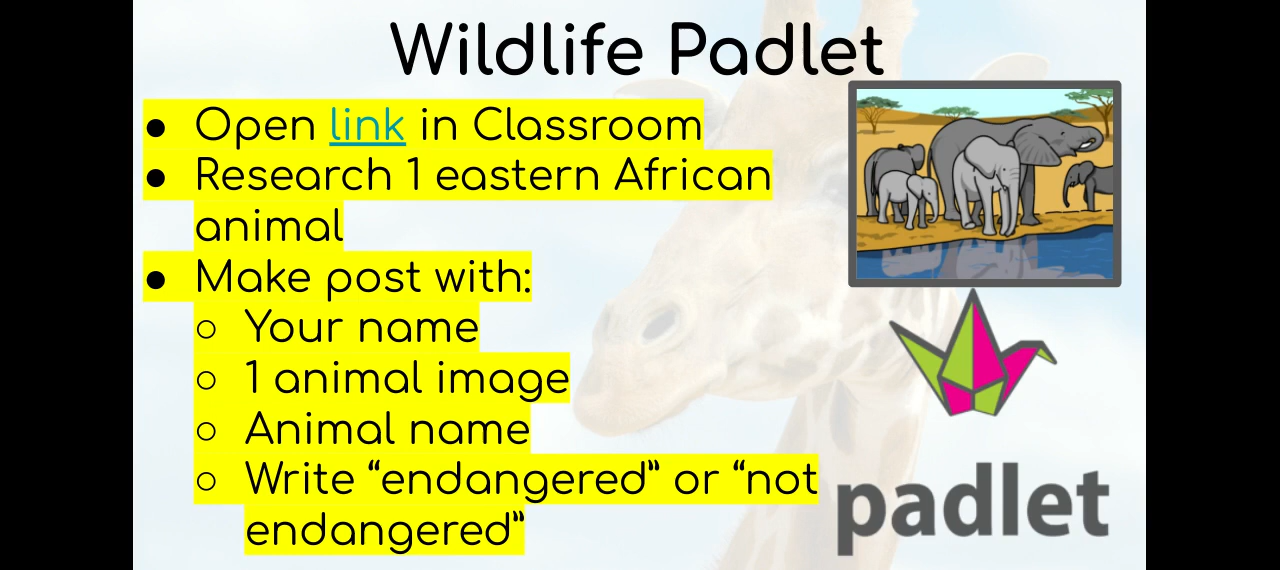 Wildlife Padlet
● Open link in Classroom
● Research 1 eastern African
animal
● Make post with:
○ Your name
○ 1 animal image
○ Animal name
○ Write “endangered” or “not
endangered”
padlet